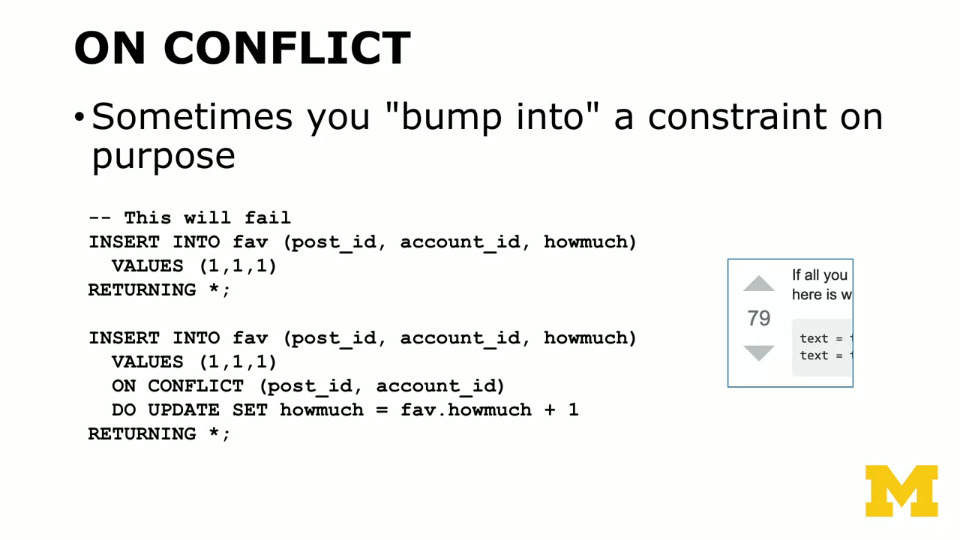 ON CONFLICT
• Sometimes you "bump into" a constraint on
purpose
-- This will fail
INSERT INTO fav (post_id, account_id, howmuch)
VALUES (1,1,1)
RETURNING *;
INSERT INTO fav (post_id, account_id, howmuch)
VALUES (1,1,1)
ON CONFLICT (post_id, account_id)
DO UPDATE SET howmuch = fav.howmuch + 1
RETURNING *;
If all you
here is w
79
text = t
text = t
M